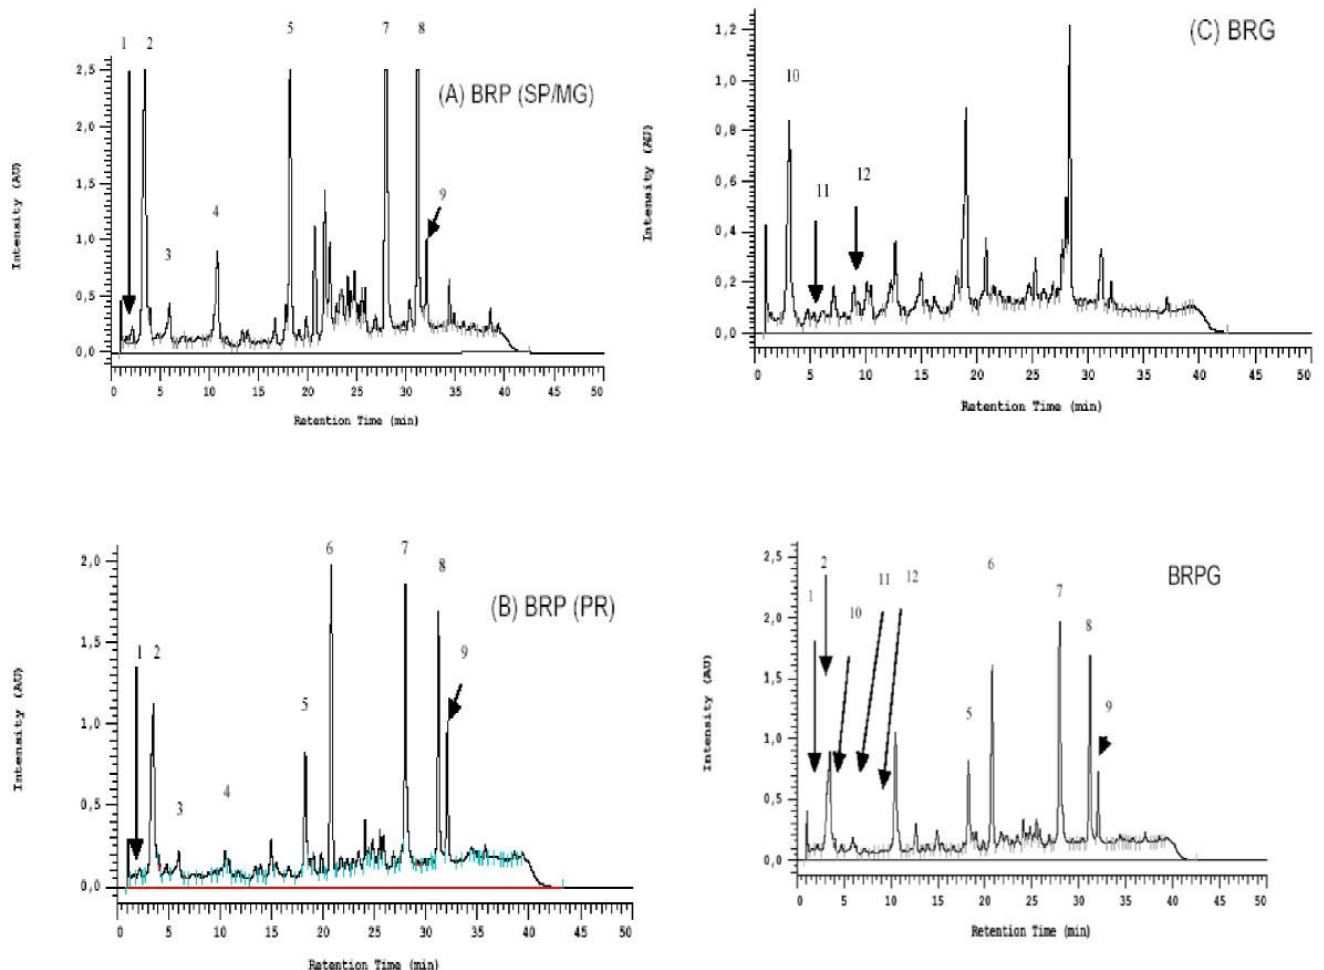 1 2 5 7 8
(A) BRP (SP/MG)
2,5
2,0
1,5
1,0
0,5
0,0
9
4
3
Intensity (AU)
0 5 10 15 20 25 30 35 40 45 50
Retention Time (min)
(C) BRG
1,2
1,0
0,8
0,6
0,4
0,2
0,0
10
11
12
Intensity (AU)
0 5 10 15 20 25 30 35 40 45 50
Retention Time (min)
6 7 8
(B) BRP (PR)
2,0
1,5
1,0
0,5
0,0
1 2
9
5
4
3
Intensity (AU)
0 5 10 15 20 25 30 35 40 45 50
Retention Time (min)
BRPG
2,5
2,0
1,5
1,0
0,5
0,0
2
6
11 12
1
10
7
8
5
9
Intensity (AU)
0 5 10 15 20 25 30 35 40 45 50
Retention Time (min)